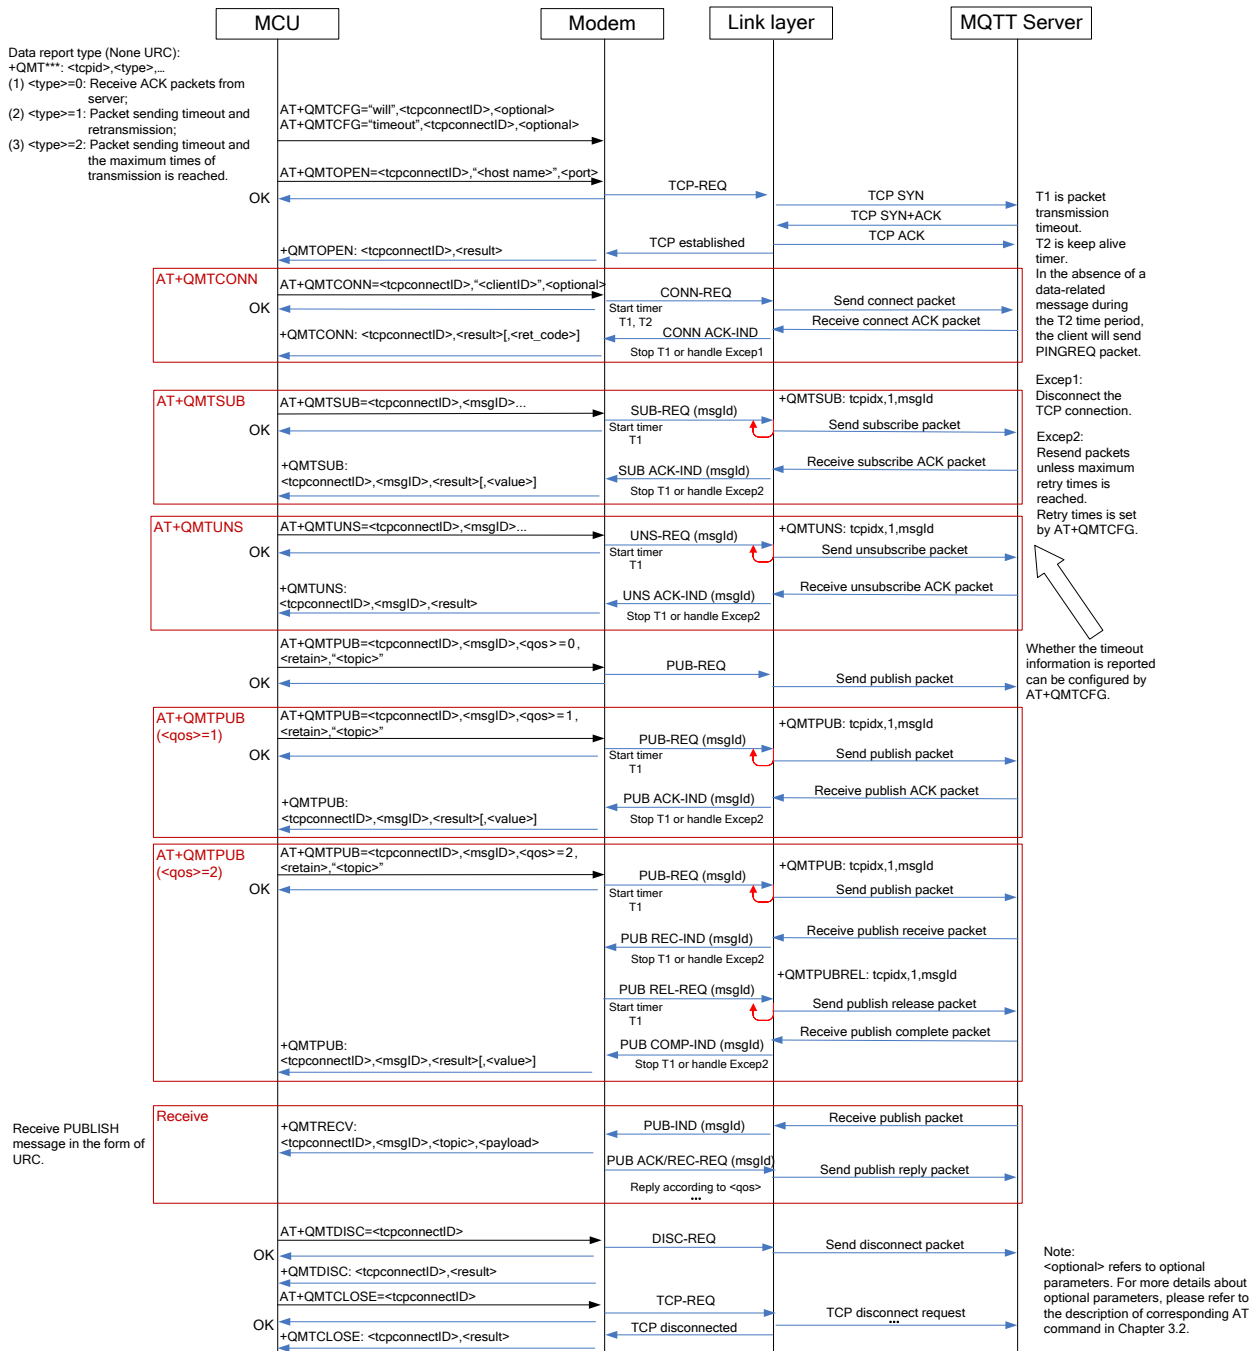 MCU
Modem
Link layer
MQTT Server
Data report type (None URC):
+QMT***: <tcpid>,<type>,…
(1) <type>=0: Receive ACK packets from
server;
(2) <type>=1: Packet sending timeout and
retransmission;
(3) <type>=2: Packet sending timeout and
the maximum times of
transmission is reached.
AT+QMTCFG=“will”,<tcpconnectID>,<optional>
AT+QMTCFG=“timeout”,<tcpconnectID>,<optional>
AT+QMTOPEN=<tcpconnectID>,“<host name>”,<port>
OK
TCP-REQ
TCP SYN
TCP SYN+ACK
TCP ACK
TCP established
+QMTOPEN: <tcpconnectID>,<result>
T1 is packet
transmission
timeout.
T2 is keep alive
timer.
In the absence of a
data-related
message during
the T2 time period,
the client will send
PINGREQ packet.
AT+QMTCONN
AT+QMTCONN=<tcpconnectID>,“<clientID>”,<optional>
OK
CONN-REQ
Start timer
T1, T2
Send connect packet
Receive connect ACK packet
+QMTCONN: <tcpconnectID>,<result>[,<ret_code>]
CONN ACK-IND
Stop T1 or handle Excep1
Excep1:
Disconnect the
TCP connection.
Excep2:
Resend packets
unless maximum
retry times is
reached.
Retry times is set
by AT+QMTCFG.
AT+QMTSUB
AT+QMTSUB=<tcpconnectID>,<msgID>...
OK
SUB-REQ (msgId)
Start timer
T1
+QMTSUB: tcpidx,1,msgId
Send subscribe packet
Receive subscribe ACK packet
+QMTSUB:
<tcpconnectID>,<msgID>,<result>[,<value>]
SUB ACK-IND (msgId)
Stop T1 or handle Excep2
AT+QMTUNS
AT+QMTUNS=<tcpconnectID>,<msgID>...
OK
UNS-REQ (msgId)
Start timer
T1
+QMTUNS: tcpidx,1,msgId
Send unsubscribe packet
Receive unsubscribe ACK packet
+QMTUNS:
<tcpconnectID>,<msgID>,<result>
UNS ACK-IND (msgId)
Stop T1 or handle Excep2
Whether the timeout
information is reported
can be configured by
AT+QMTCFG.
AT+QMTPUB=<tcpconnectID>,<msgID>,<qos>=0,
<retain>,“<topic>”
OK
PUB-REQ
Send publish packet
AT+QMTPUB
(<qos>=1)
AT+QMTPUB=<tcpconnectID>,<msgID>,<qos>=1,
<retain>,“<topic>”
OK
PUB-REQ (msgId)
Start timer
T1
+QMTPUB: tcpidx,1,msgId
Send publish packet
Receive publish ACK packet
+QMTPUB:
<tcpconnectID>,<msgID>,<result>[,<value>]
PUB ACK-IND (msgId)
Stop T1 or handle Excep2
AT+QMTPUB
(<qos>=2)
AT+QMTPUB=<tcpconnectID>,<msgID>,<qos>=2,
<retain>,“<topic>”
OK
PUB-REQ (msgId)
Start timer
T1
+QMTPUB: tcpidx,1,msgId
Send publish packet
Receive publish receive packet
PUB REC-IND (msgId)
Stop T1 or handle Excep2
+QMTPUBREL: tcpidx,1,msgId
PUB REL-REQ (msgId)
Start timer
T1
Send publish release packet
Receive publish complete packet
+QMTPUB:
<tcpconnectID>,<msgID>,<result>[,<value>]
PUB COMP-IND (msgId)
Stop T1 or handle Excep2
Receive PUBLISH
message in the form of
URC.
Receive
+QMTRECV:
<tcpconnectID>,<msgID>,<topic>,<payload>
PUB-IND (msgId)
Receive publish packet
PUB ACK/REC-REQ (msgId)
Send publish reply packet
Reply according to <qos>
...
AT+QMTDISC=<tcpconnectID>
OK
DISC-REQ
Send disconnect packet
+QMTDISC: <tcpconnectID>,<result>
AT+QMTCLOSE=<tcpconnectID>
OK
TCP-REQ
TCP disconnect request
...
TCP disconnected
+QMTCLOSE: <tcpconnectID>,<result>
Note:
<optional> refers to optional
parameters. For more details about
optional parameters, please refer to
the description of corresponding AT
command in Chapter 3.2.